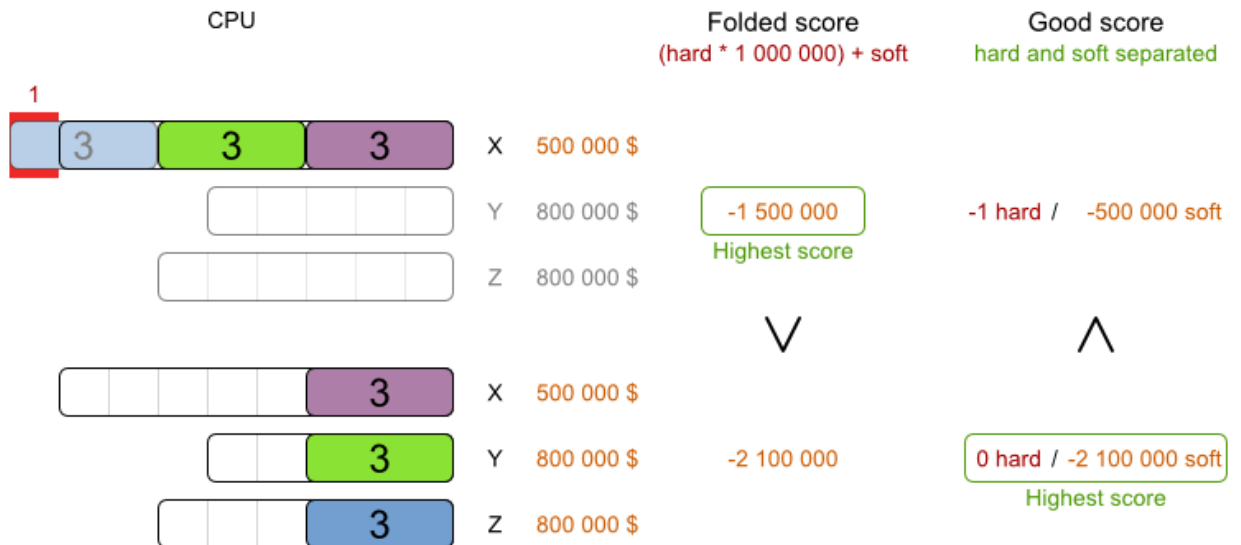 CPU
Folded score
Good score
(hard * 1 000 000) + soft
hard and soft separated
1
3 3 3 X 500 000 $
Y 800 000 $ -1 500 000 -1 hard / -500 000 soft
Highest score
Z 800 000 $
3 X 500 000 $
3 Y 800 000 $ -2 100 000 0 hard / -2 100 000 soft
Highest score
3 Z 800 000 $